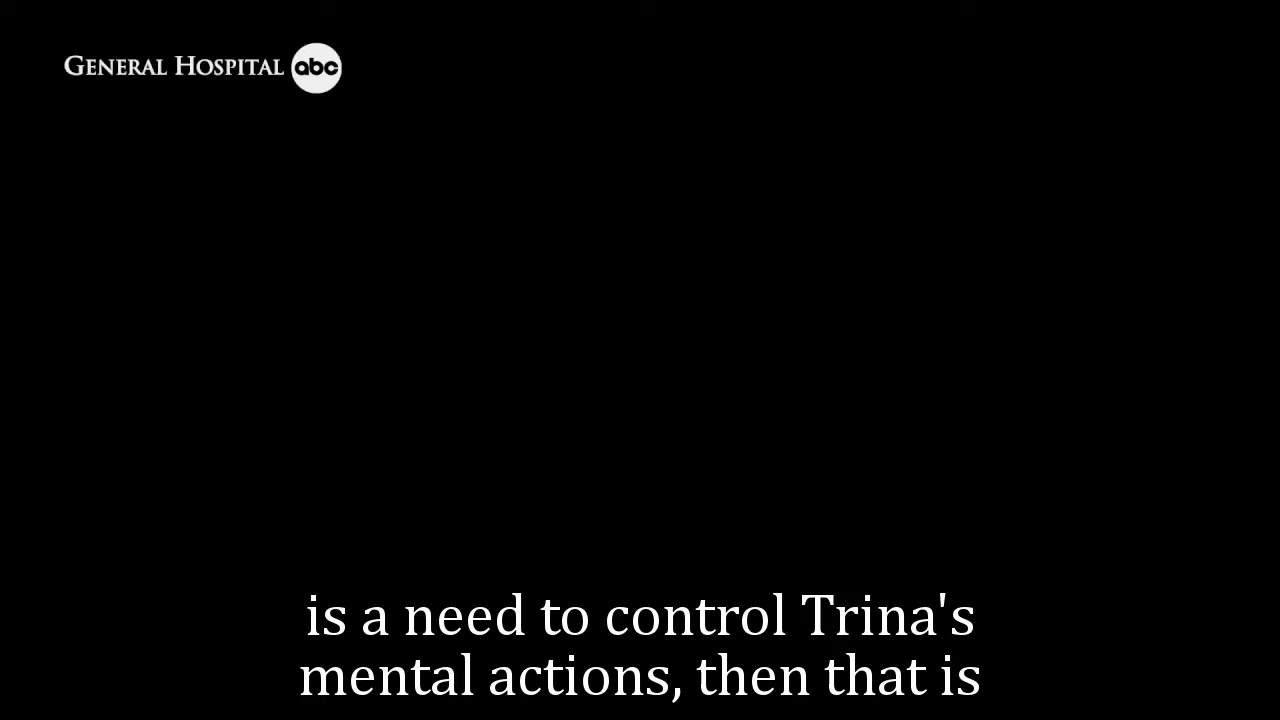 GENERAL HOSPITAL abc
is a need to control Trina's
mental actions, then that is